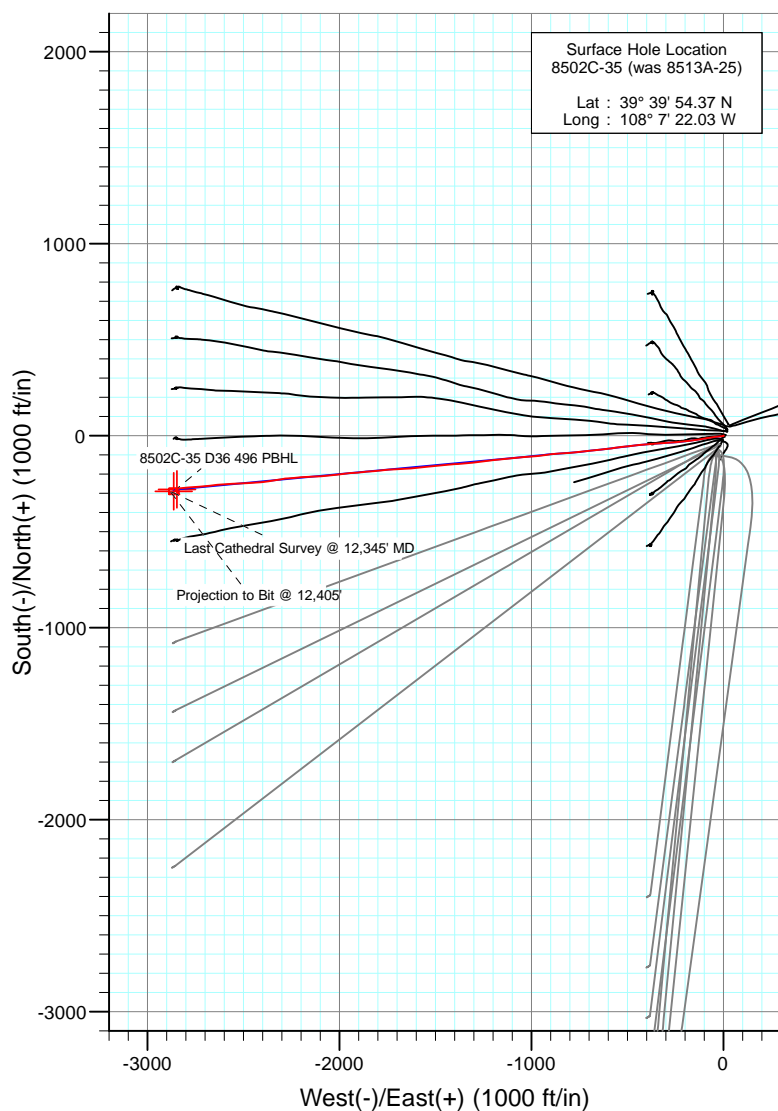 Surface Hole Location
8502C-35 (was 8513A-25)
Lat : 39° 39' 54.37 N
Long : 108° 7' 22.03 W
2000
1000
0
-1000
-2000
-3000
South(-)/North(+) (1000 ft/in)
8502C-35 D36 496 PBHL
Last Cathedral Survey @ 12,345' MD
Projection to Bit @ 12,405'
-3000 -2000 -1000 0
West(-)/East(+) (1000 ft/in)